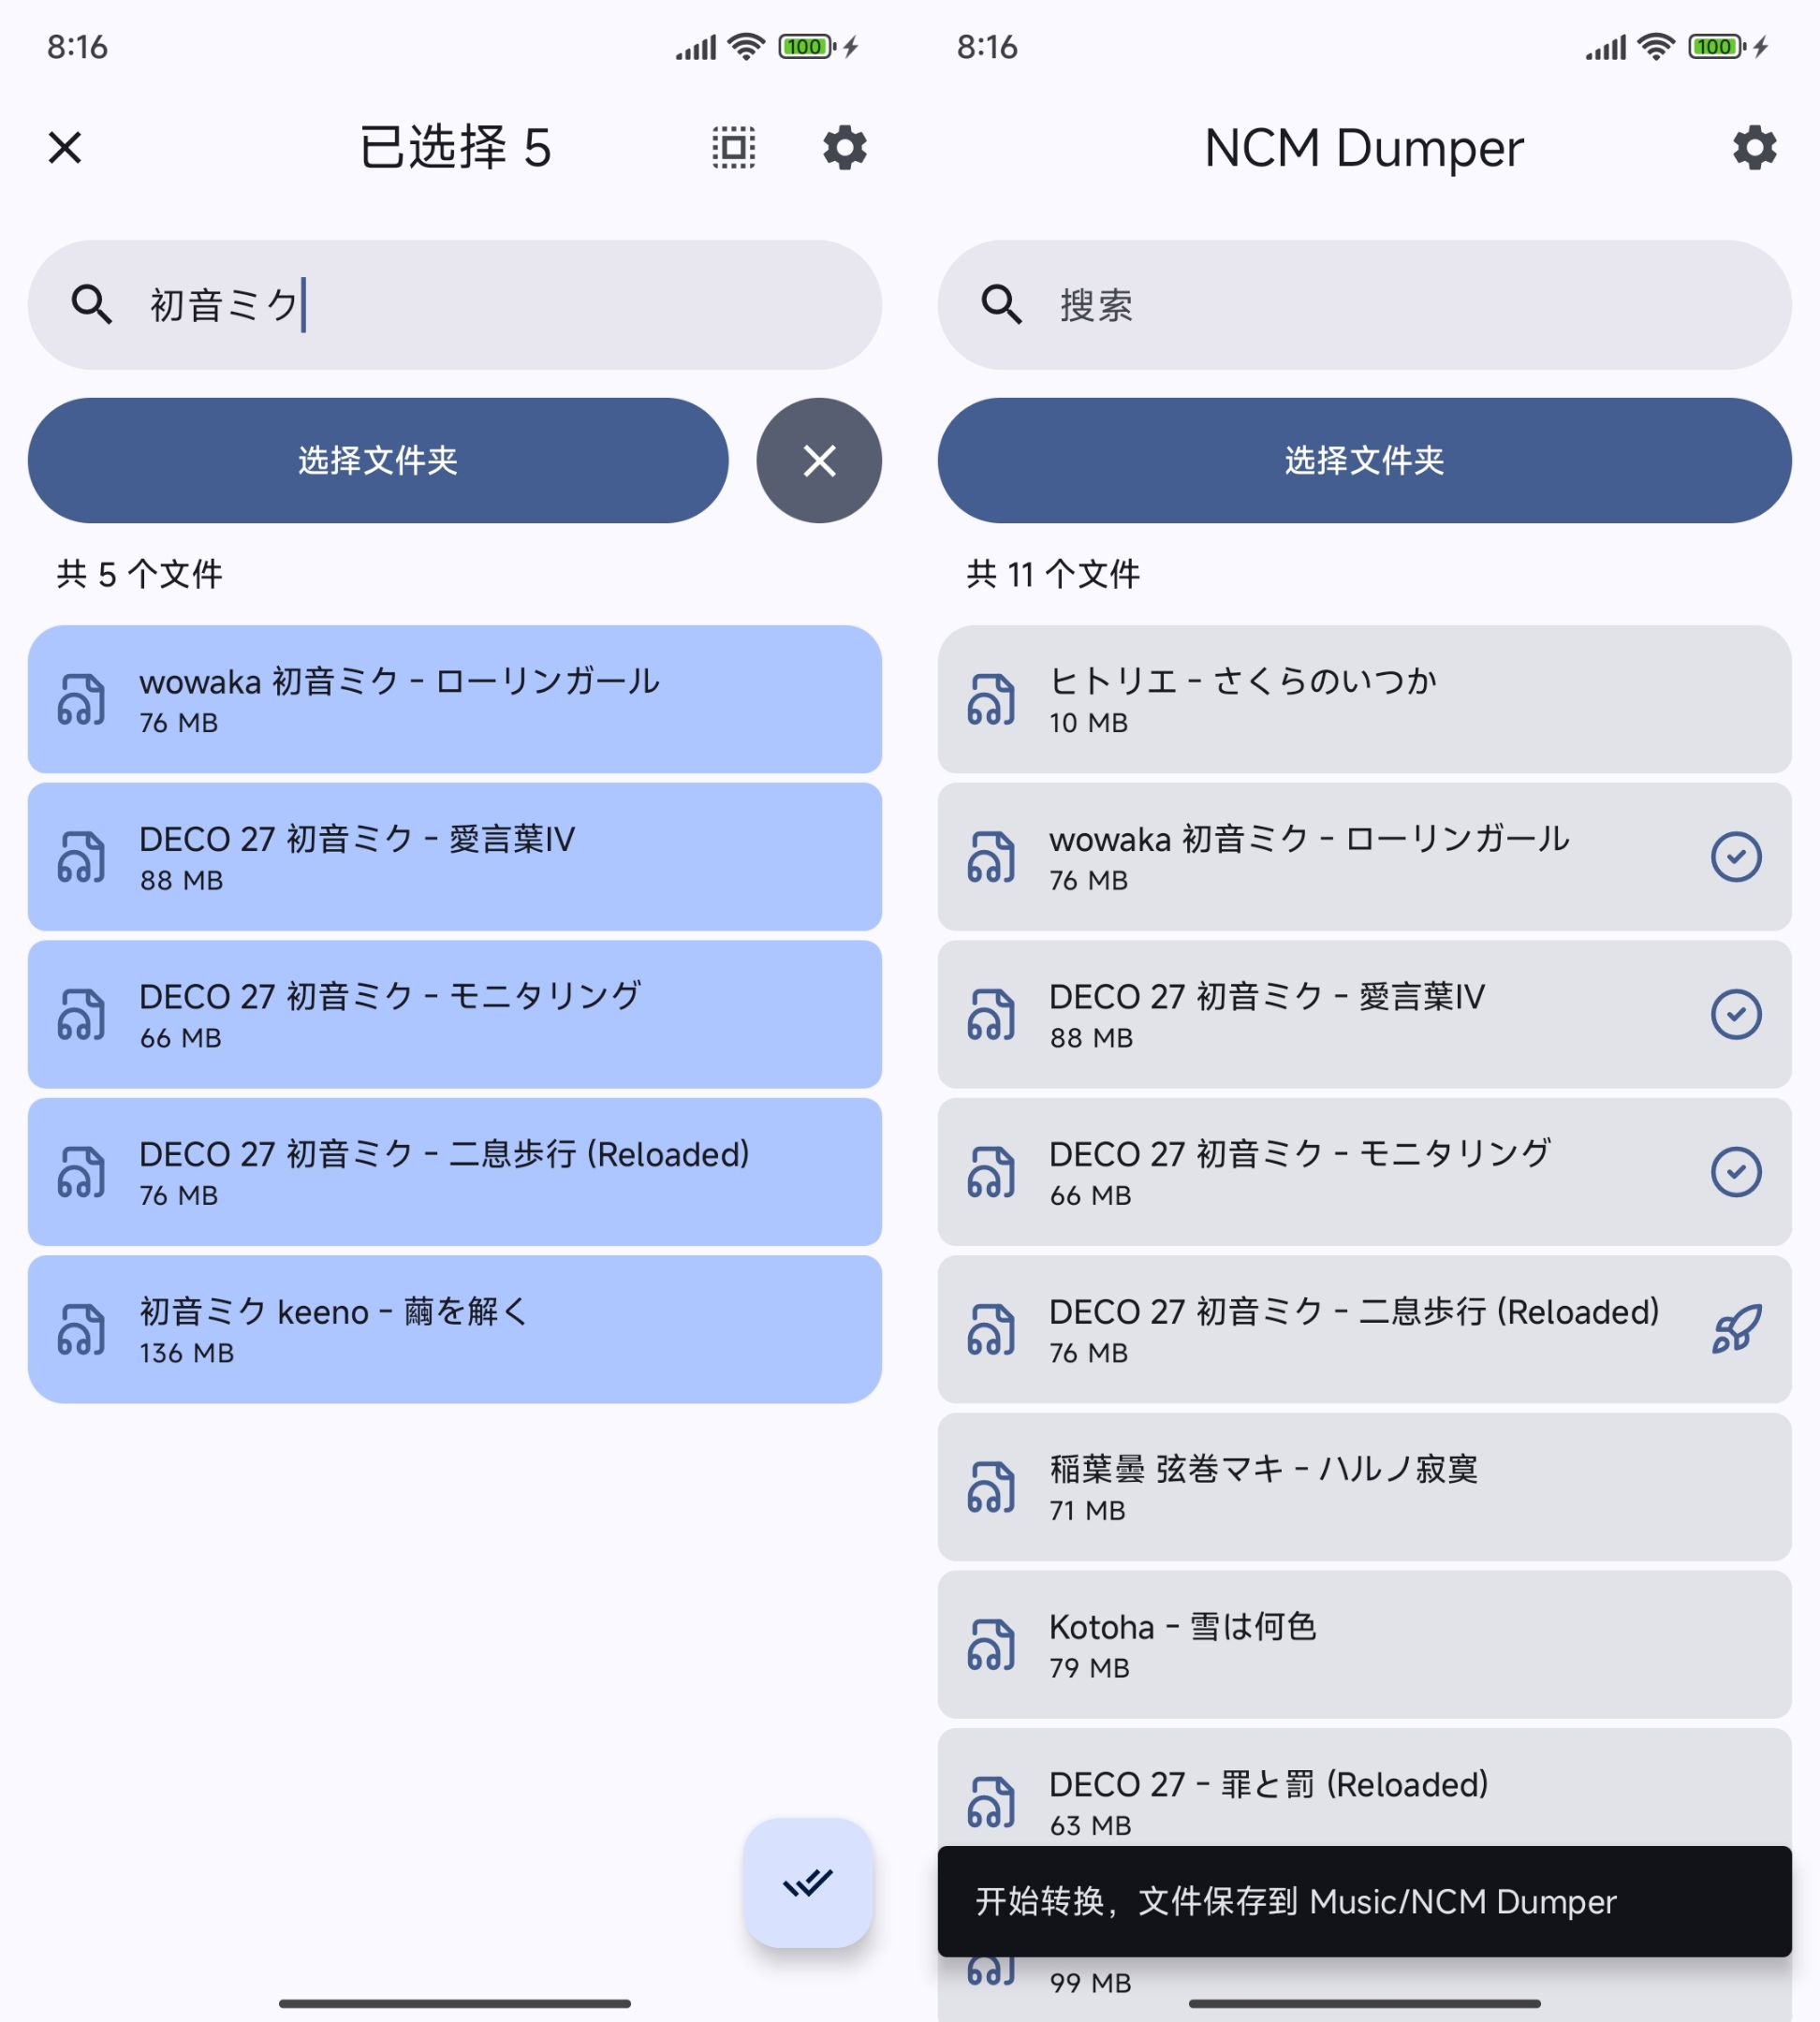 8:16
100
已选择 5
初音ミク
选择文件夹
共 5 个文件
wowaka 初音ミク - ローリンガール
76 MB
DECO 27 初音ミク - 愛言葉IV
88 MB
DECO 27 初音ミク - モニタリング
66 MB
DECO 27 初音ミク - 二息歩行 (Reloaded)
76 MB
初音ミク keeno - 繭を解く
136 MB
8:16
100
NCM Dumper
搜索
选择文件夹
共 11 个文件
ヒトリエ - さくらのいつか
10 MB
wowaka 初音ミク - ローリンガール
76 MB
DECO 27 初音ミク - 愛言葉IV
88 MB
DECO 27 初音ミク - モニタリング
66 MB
DECO 27 初音ミク - 二息歩行 (Reloaded)
76 MB
稲葉曇 弦巻マキ - ハルノ寂寞
71 MB
Kotoha - 雪は何色
79 MB
DECO 27 - 罪と罰 (Reloaded)
63 MB
开始转换，文件保存到 Music/NCM Dumper
99 MB